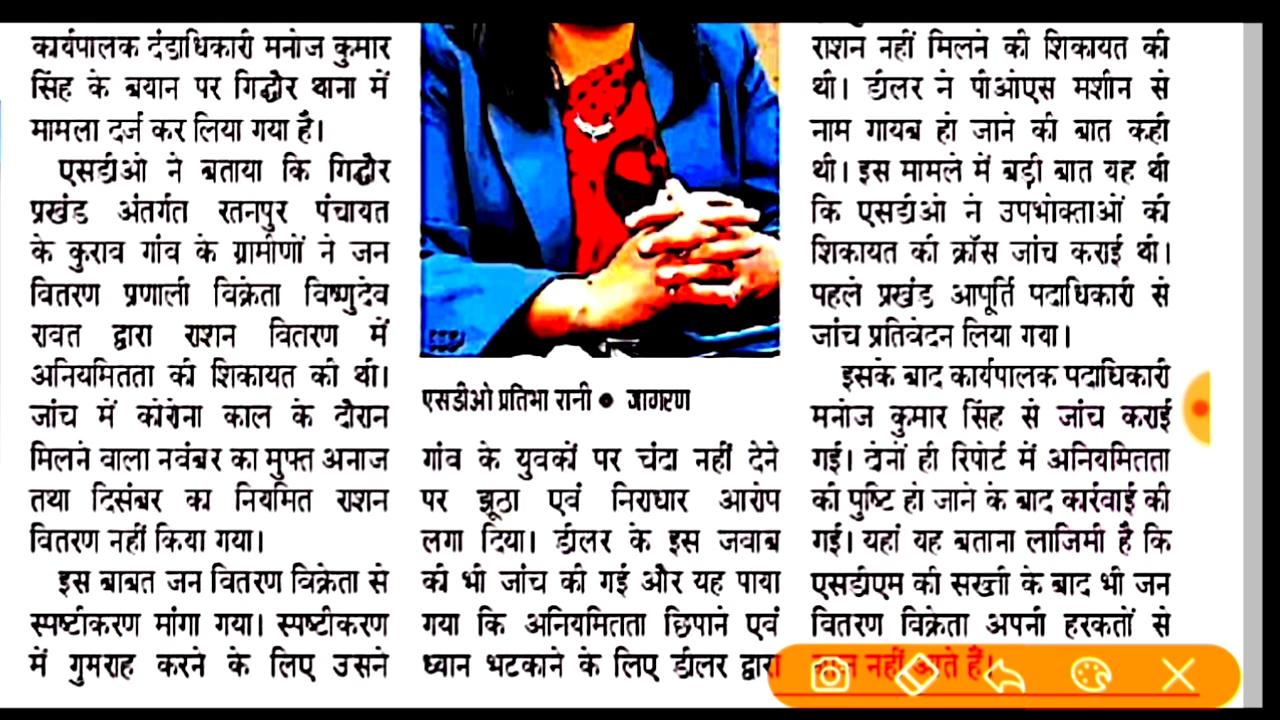 कार्यपालक दंडाधिकारी मनोज कुमार
सिंह के बयान पर गिद्धौर थाना में
मामला दर्ज कर लिया गया है।
एसडीओ ने बताया कि गिद्धौर
प्रखंड अंतर्गत रतनपुर पंचायत
के कुराव गांव के ग्रामीणों ने जन
वितरण प्रणाली विक्रेता विष्णुदेव
रावत द्वारा राशन वितरण में
अनियमितता की शिकायत की थी।
जांच में कोरोना काल के दौरान
मिलने वाला नवंबर का मुफ्त अनाज
तथा दिसंबर का नियमित राशन
वितरण नहीं किया गया।
इस बाबत जन वितरण विक्रेता से
स्पष्टीकरण मांगा गया। स्पष्टीकरण
में गुमराह करने के लिए उसने
एसडीओ प्रतिभा रानी ● जागरण
गांव के युवकों पर चंदा नहीं देने
पर झूठा एवं निराधार आरोप
लगा दिया। डीलर के इस जवाब
की भी जांच की गई और यह पाया
गया कि अनियमितता छिपाने एवं
ध्यान भटकाने के लिए डीलर द्वारा
राशन नहीं मिलने की शिकायत की
थी। डीलर ने पीओएस मशीन से
नाम गायब हो जाने की बात कही
थी। इस मामले में बड़ी बात यह थी
कि एसडीओ ने उपभोक्ताओं की
शिकायत की क्रॉस जांच कराई थी।
पहले प्रखंड आपूर्ति पदाधिकारी से
जांच प्रतिवेदन लिया गया।
इसके बाद कार्यपालक पदाधिकारी
मनोज कुमार सिंह से जांच कराई
गई। दोनों ही रिपोर्ट में अनियमितता
की पुष्टि हो जाने के बाद कार्रवाई की
गई। यहां यह बताना लाजिमी है कि
एसडीएम की सख्ती के बाद भी जन
वितरण विक्रेता अपनी हरकतों से
नहीं आते हैं।